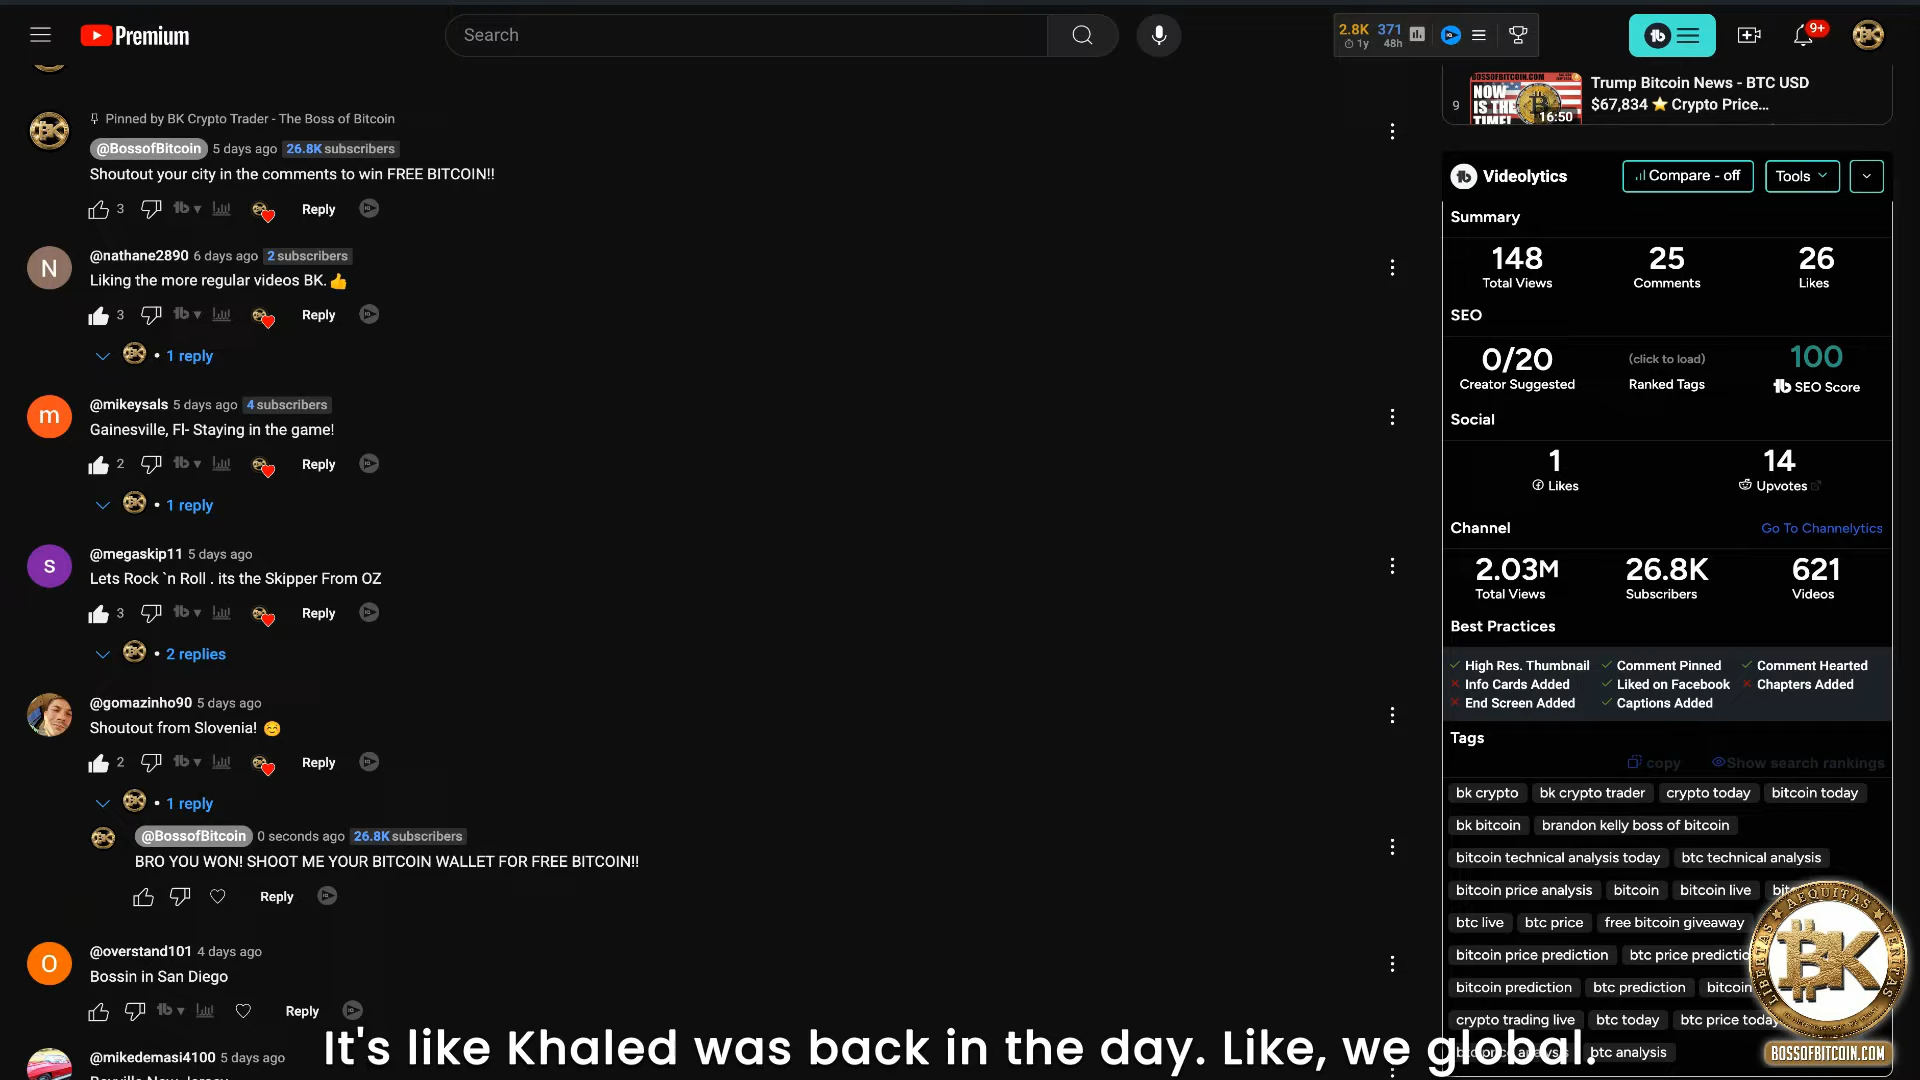 Premium
Search
2.8K 371
1y 48h
9+
Pinned by BK Crypto Trader - The Boss of Bitcoin
@BossofBitcoin 5 days ago 26.8K subscribers
Shoutout your city in the comments to win FREE BITCOIN!!
3 Reply
N
@nathane2890 6 days ago 2 subscribers
Liking the more regular videos BK.👍
3 Reply
• 1 reply
m
@mikeysals 5 days ago 4 subscribers
Gainesville, Fl- Staying in the game!
2 Reply
• 1 reply
s
@megaskip11 5 days ago
Lets Rock `n Roll . its the Skipper From OZ
3 Reply
• 2 replies
@gomazinho90 5 days ago
Shoutout from Slovenia! ☺️
2 Reply
• 1 reply
@BossofBitcoin 0 seconds ago 26.8K subscribers
BRO YOU WON! SHOOT ME YOUR BITCOIN WALLET FOR FREE BITCOIN!!
Reply
O
@overstand101 4 days ago
Bossin in San Diego
Reply
@mikedemasi4100 5 days ago
It's like Khaled was back in the day. Like, we global.
9
BOSSOFBITCOIN.COM
NOW
IS THE
TIME!
16:50
Trump Bitcoin News - BTC USD
$67,834 ⭐ Crypto Price...
Videolytics Compare - off Tools
Summary
148 25 26
Total Views Comments Likes
SEO
0/20 (click to load) 100
Creator Suggested Ranked Tags SEO Score
Social
1 14
Likes Upvotes
Channel Go To Channelytics
2.03M 26.8K 621
Total Views Subscribers Videos
Best Practices
High Res. Thumbnail Comment Pinned Comment Hearted
Info Cards Added Liked on Facebook Chapters Added
End Screen Added Captions Added
Tags
copy Show search rankings
bk crypto bk crypto trader crypto today bitcoin today
bk bitcoin brandon kelly boss of bitcoin
bitcoin technical analysis today btc technical analysis
bitcoin price analysis bitcoin bitcoin live
btc live btc price free bitcoin giveaway
bitcoin price prediction btc price
bitcoin prediction btc prediction bitcoin
crypto trading live btc today btc price today
btc analysis
AEQUITAS
VERITAS
LIBERTAS
BK
BOSSOFBITCOIN.COM